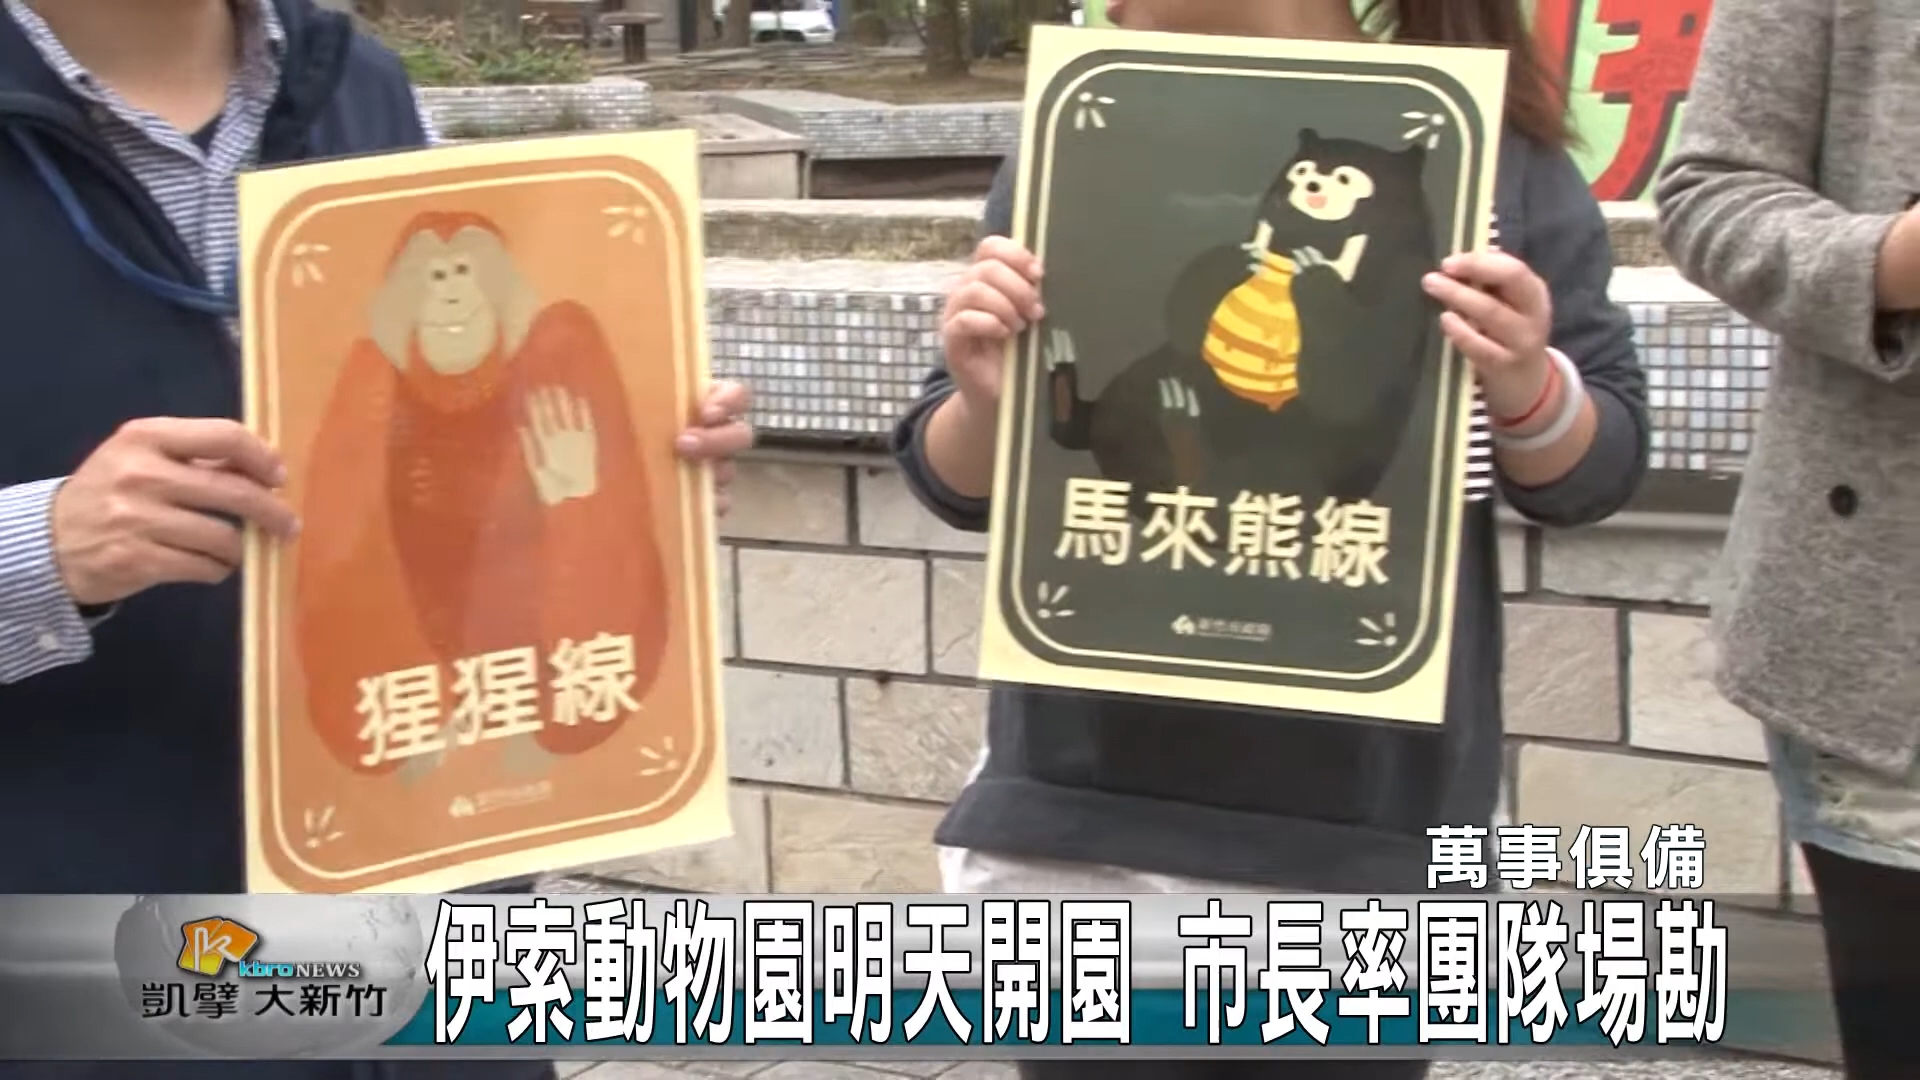 猩猩線
馬來熊線
萬事俱備
kbro NEWS
凱擘 大新竹
伊索動物園明天開園 市長率團隊場勘